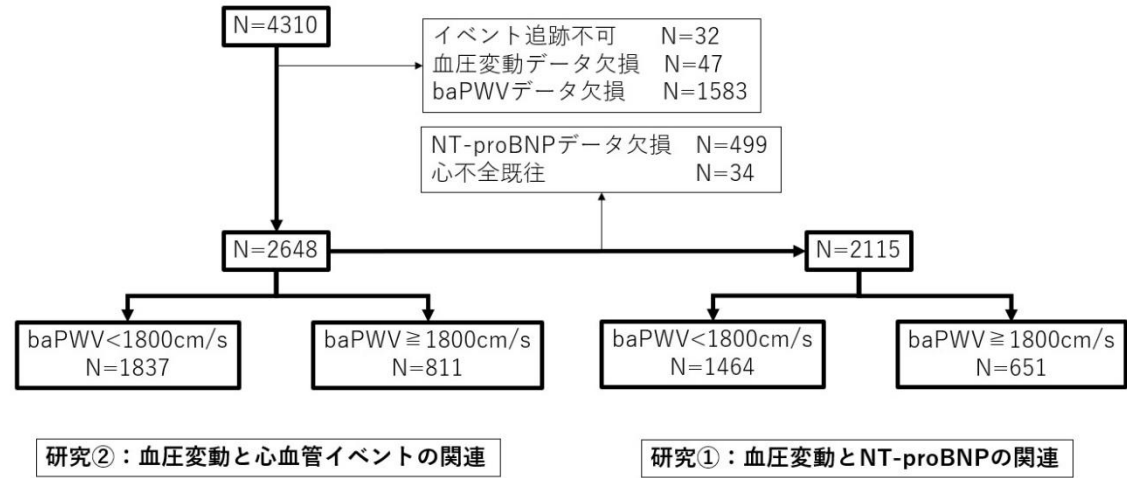 N=4310
イベント追跡不可 N=32
血圧変動データ欠損 N=47
baPWVデータ欠損 N=1583
NT-proBNPデータ欠損 N=499
心不全既往 N=34
N=2648
N=2115
baPWV<1800cm/s
N=1837
baPWV≧1800cm/s
N=811
baPWV<1800cm/s
N=1464
baPWV≧1800cm/s
N=651
研究②：血圧変動と心血管イベントの関連
研究①：血圧変動とNT-proBNPの関連